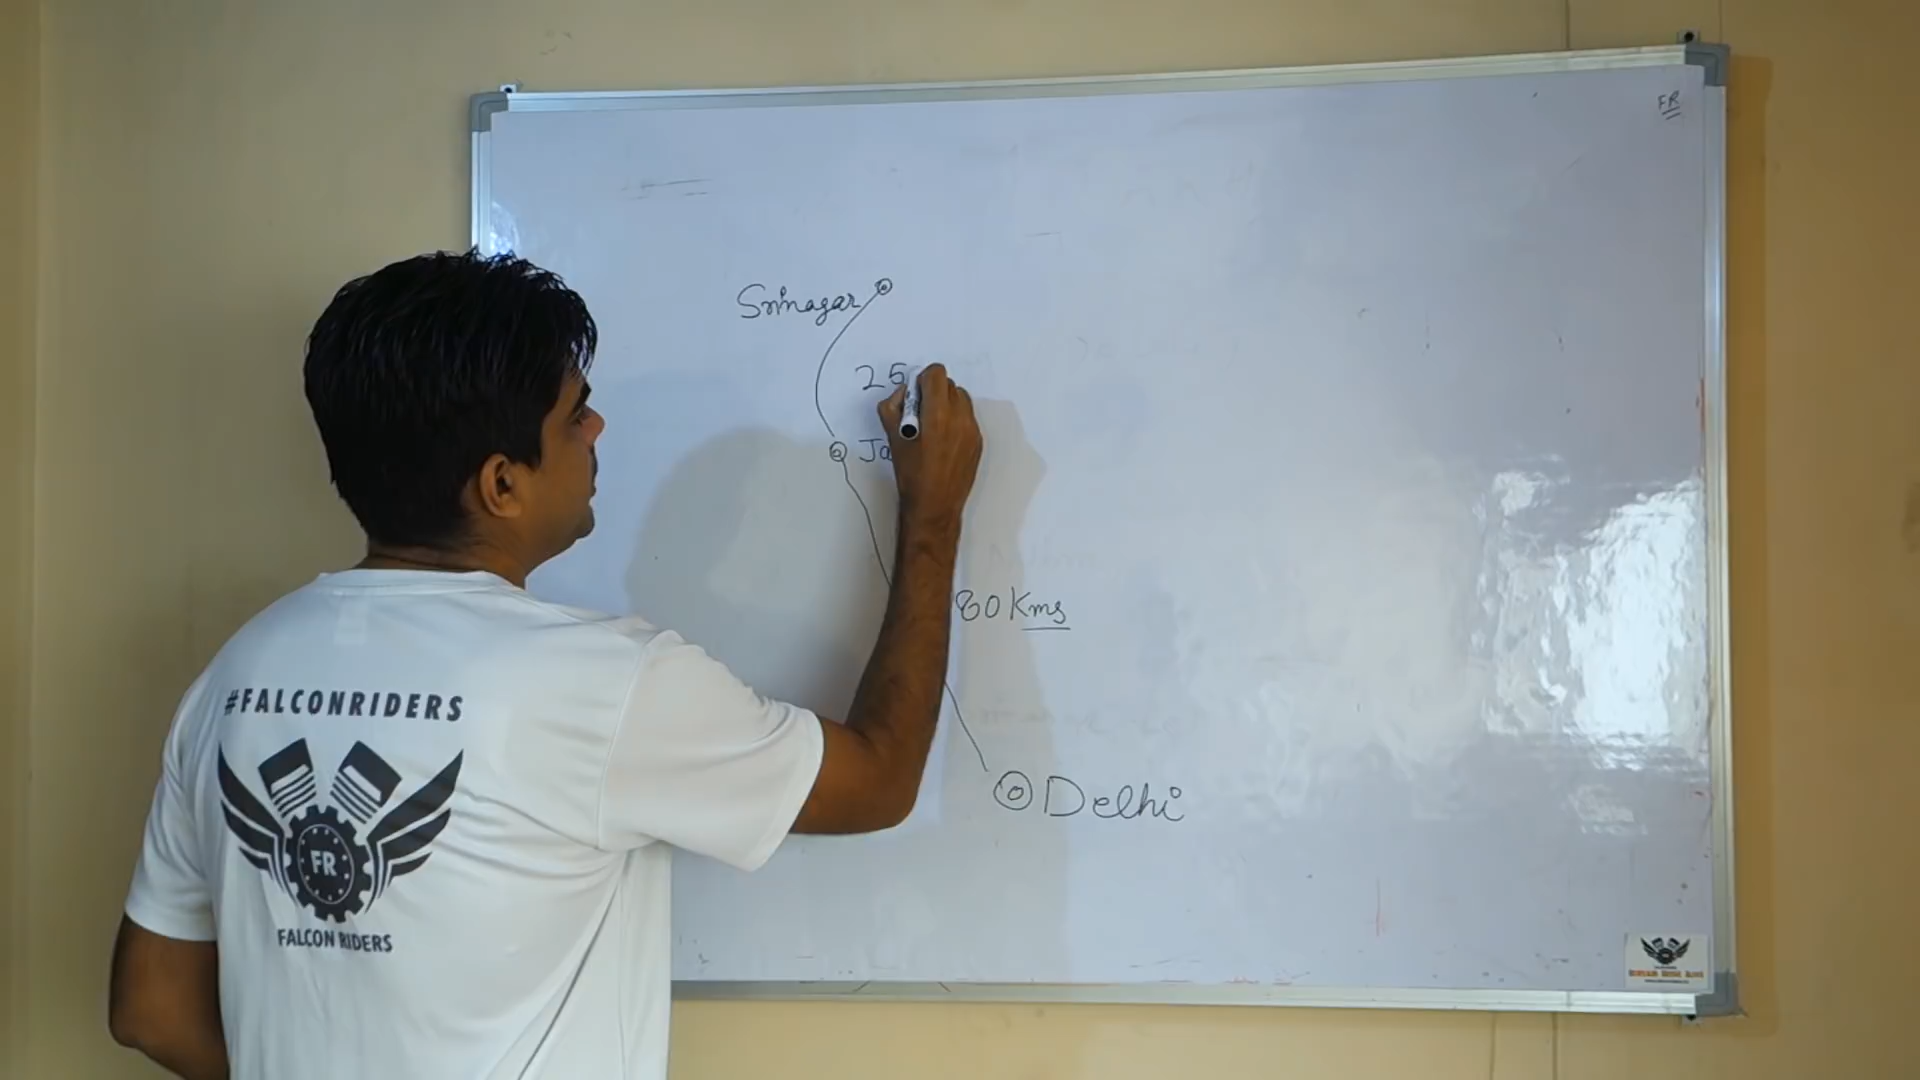 FR
Srinagar
25
Ja
80 Kms
Delhi
#FALCONRIDERS
FR
FALCON RIDERS